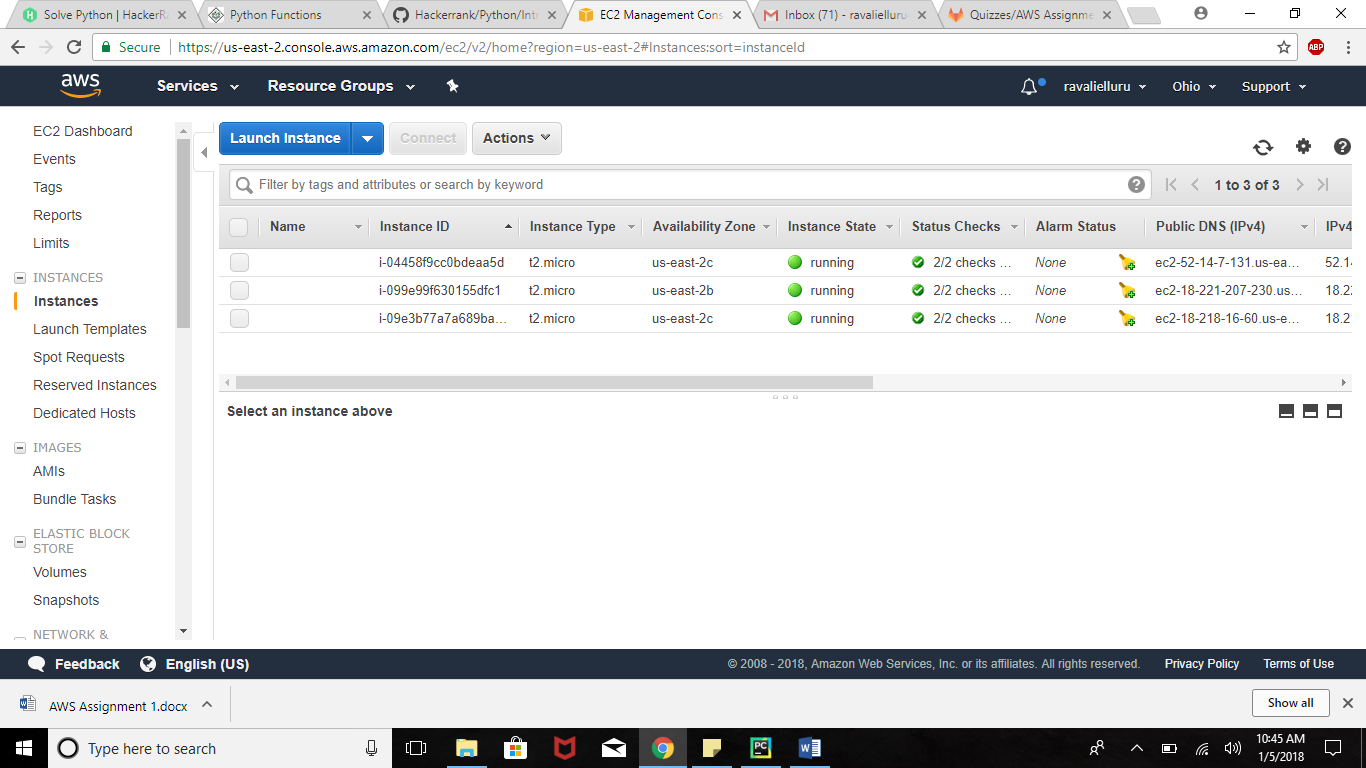 Solve Python | HackerRa
Python Functions
Hackerrank/Python/Intr
EC2 Management Cons
Inbox (71) - ravalielluru
Quizzes/AWS Assignme
Secure
https://us-east-2.console.aws.amazon.com/ec2/v2/home?region=us-east-2#Instances:sort=instanceId
ABP
aws
Services
Resource Groups
ravalielluru
Ohio
Support
EC2 Dashboard
Events
Tags
Reports
Limits
INSTANCES
Instances
Launch Templates
Spot Requests
Reserved Instances
Dedicated Hosts
IMAGES
AMIs
Bundle Tasks
ELASTIC BLOCK
STORE
Volumes
Snapshots
NETWORK &
Launch Instance
Connect
Actions
Filter by tags and attributes or search by keyword
1 to 3 of 3
Name Instance ID Instance Type Availability Zone Instance State Status Checks Alarm Status Public DNS (IPv4) IPv4
i-04458f9cc0bdeaa5d t2.micro us-east-2c running 2/2 checks ... None ec2-52-14-7-131.us-ea... 52.14
i-099e99f630155dfc1 t2.micro us-east-2b running 2/2 checks ... None ec2-18-221-207-230.us... 18.22
i-09e3b77a7a689ba... t2.micro us-east-2c running 2/2 checks ... None ec2-18-218-16-60.us-e... 18.21
Select an instance above
Feedback
English (US)
© 2008 - 2018, Amazon Web Services, Inc. or its affiliates. All rights reserved.
Privacy Policy
Terms of Use
AWS Assignment 1.docx
Show all
Type here to search
10:45 AM
1/5/2018